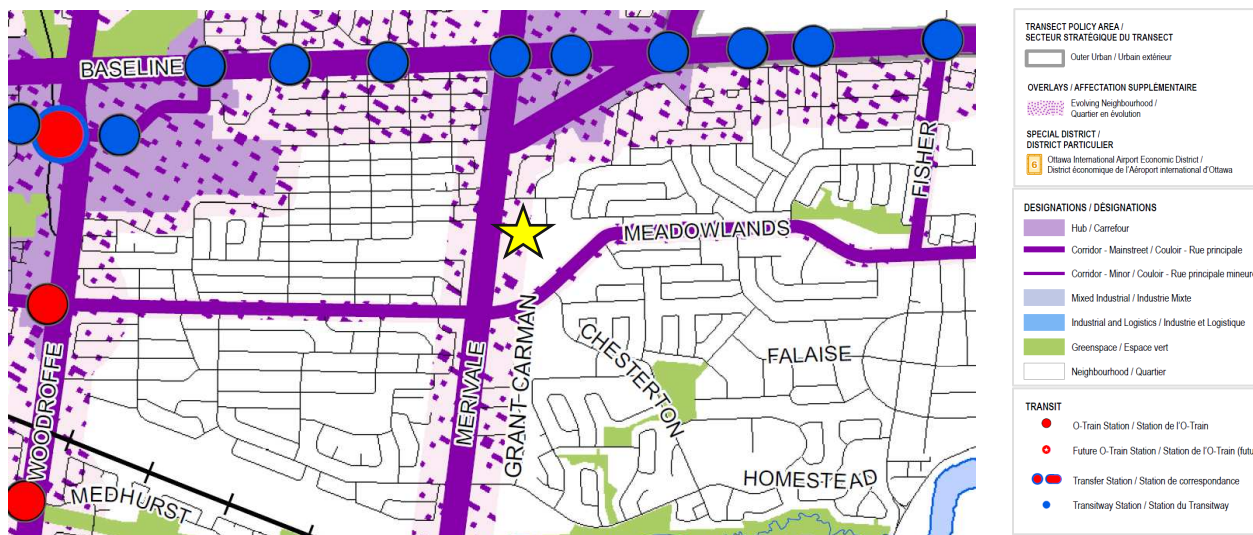 BASELINE
FISHER
MEADOWLANDS
WOODROFFE
MERIVALE
GRANT CARMAN
CHESTERTON
FALAISE
MEDHURST
HOMESTEAD
TRANSECT POLICY AREA /
SECTEUR STRATÉGIQUE DU TRANSECT
Outer Urban / Urbain extérieur
OVERLAYS / AFFECTATION SUPPLÉMENTAIRE
Evolving Neighbourhood /
Quartier en évolution
SPECIAL DISTRICT /
DISTRICT PARTICULIER
6
Ottawa International Airport Economic District /
District économique de l'Aéroport international d'Ottawa
DESIGNATIONS / DÉSIGNATIONS
Hub / Carrefour
Corridor - Mainstreet / Couloir - Rue principale
Corridor - Minor / Couloir - Rue principale mineure
Mixed Industrial / Industrie Mixte
Industrial and Logistics / Industrie et Logistique
Greenspace / Espace vert
Neighbourhood / Quartier
TRANSIT
O-Train Station / Station de l'O-Train
Future O-Train Station / Station de l'O-Train (futu
Transfer Station / Station de correspondance
Transitway Station / Station du Transitway